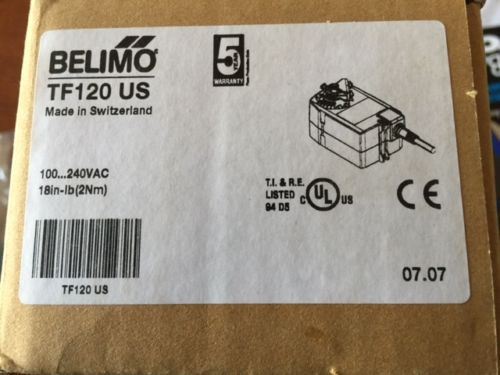 BELIMO
TF120 US
Made in Switzerland
5
YEAR
WARRANTY
100...240VAC
18in-lb(2Nm)
T.I. & R.E.
LISTED
94 D5
C UL US
CE
TF120 US
07.07